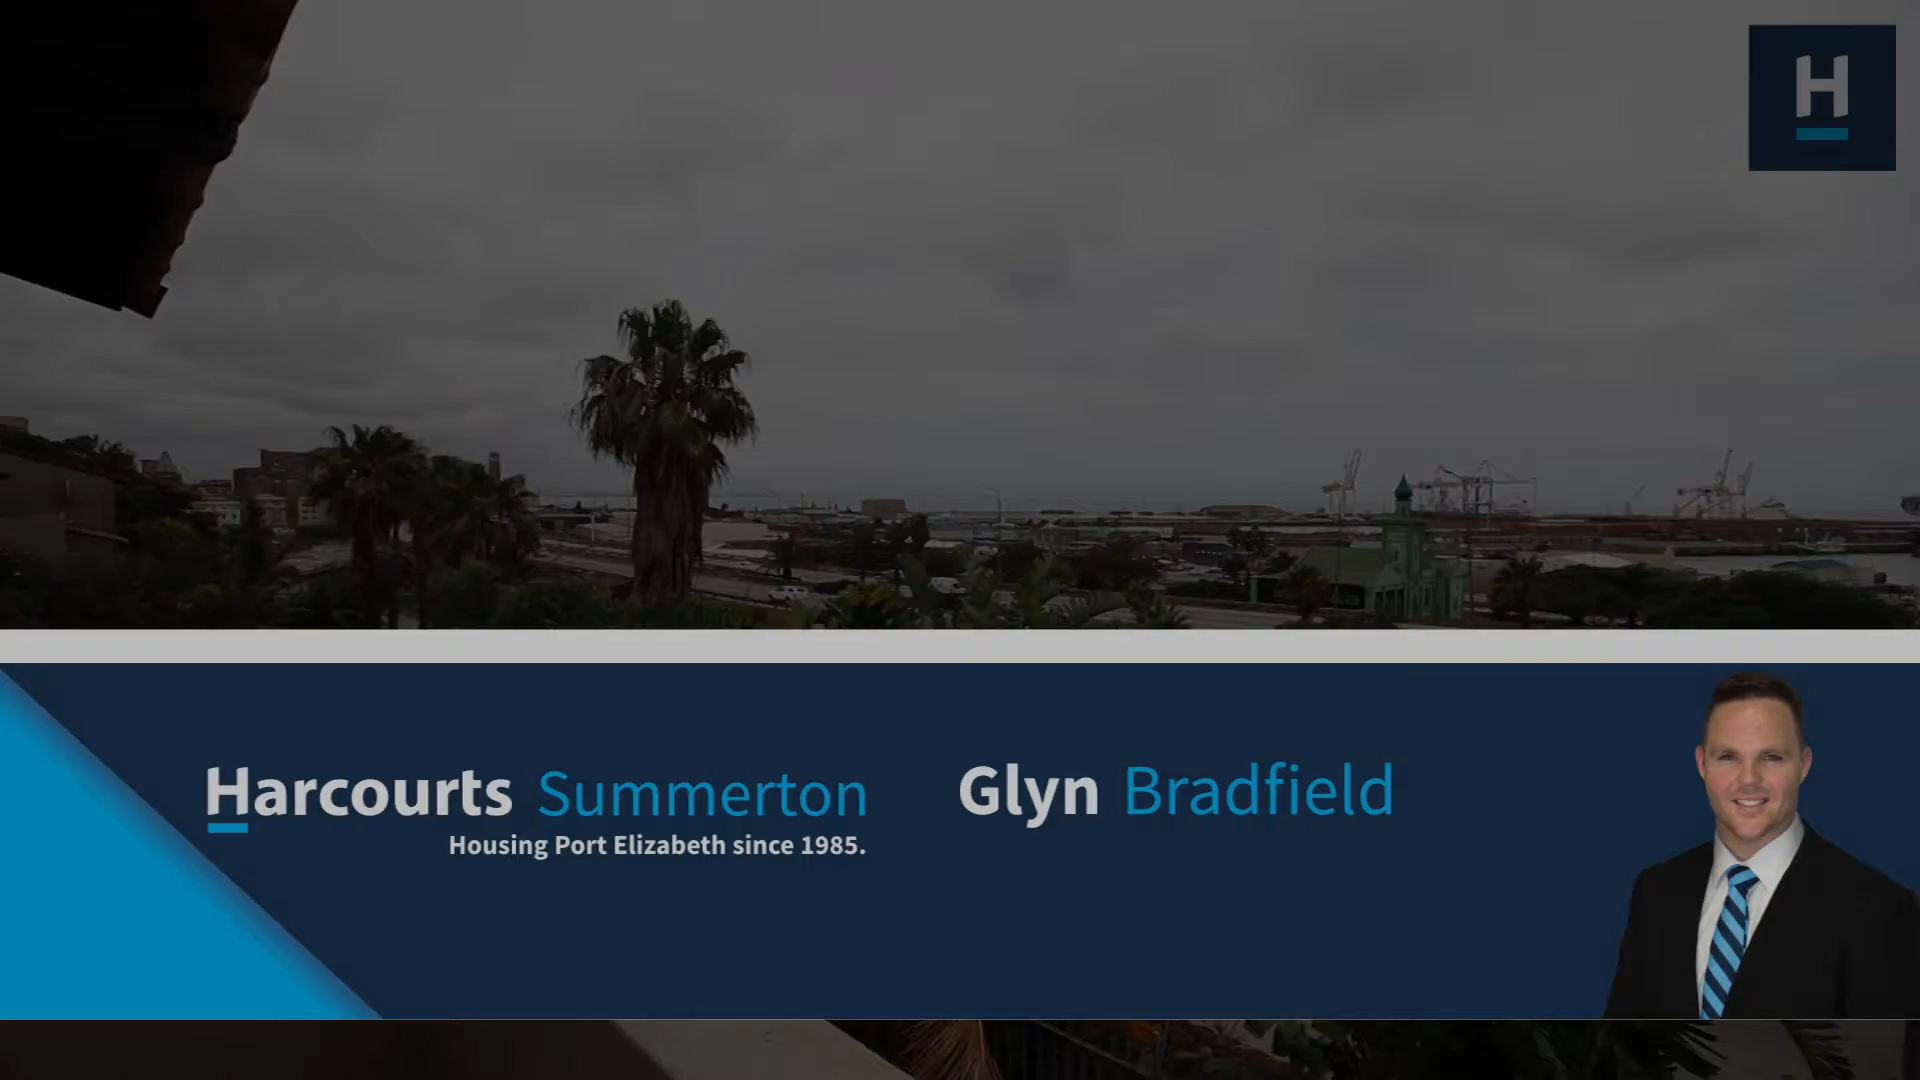 H
Harcourts Summerton
Housing Port Elizabeth since 1985.
Glyn Bradfield